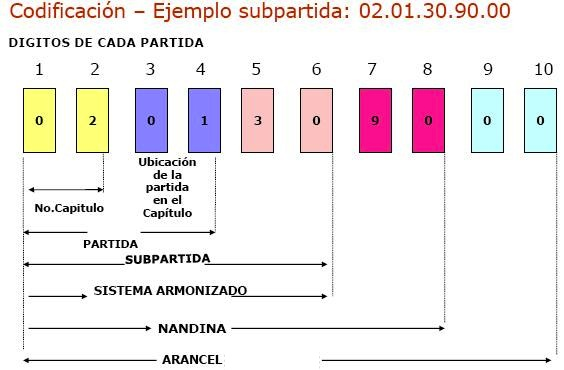 Codificación – Ejemplo subpartida: 02.01.30.90.00
DIGITOS DE CADA PARTIDA
1 2 3 4 5 6 7 8 9 10
0 2 0 1 3 0 9 0 0 0
Ubicación
de la
partida
en el
Capítulo
No.Capitulo
PARTIDA
SUBPARTIDA
SISTEMA ARMONIZADO
NANDINA
ARANCEL